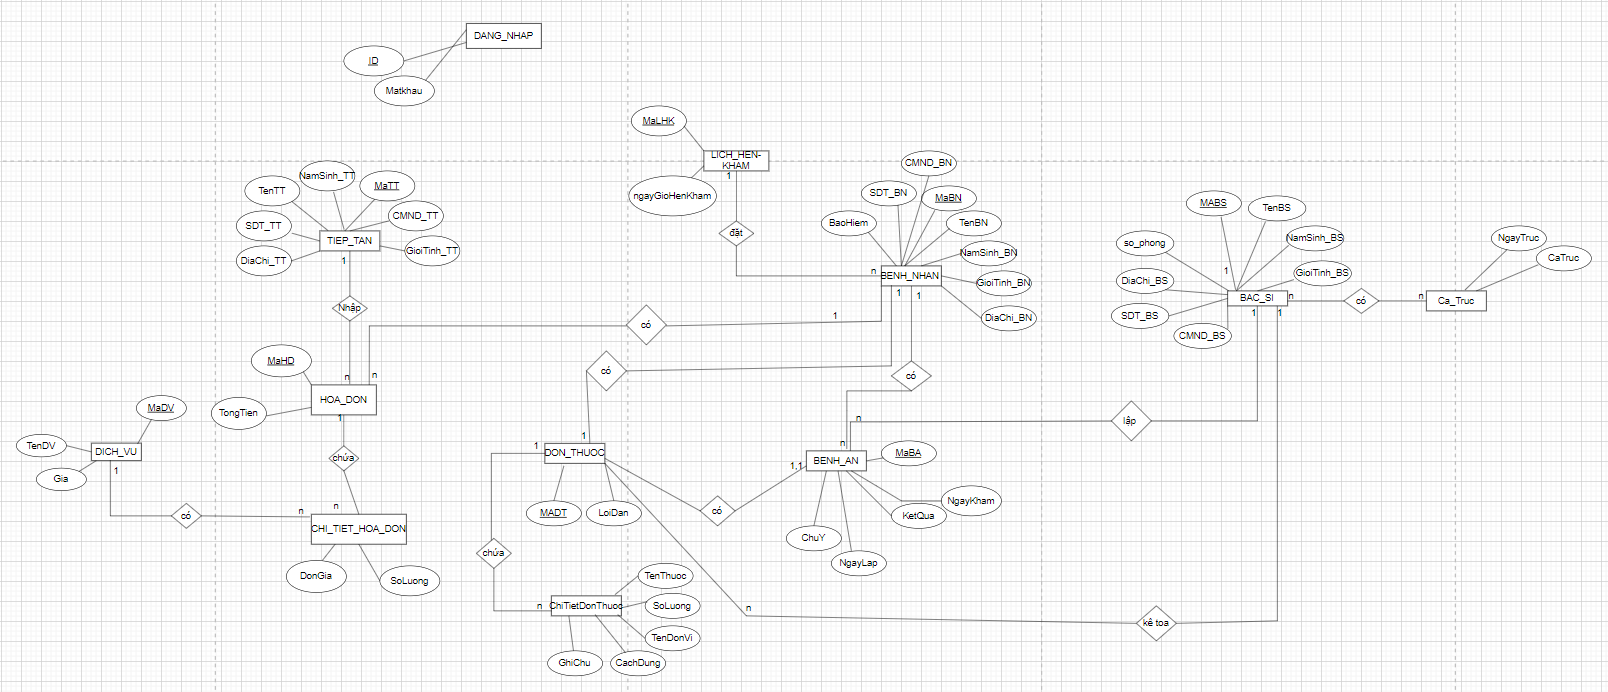 DANG_NHAP
ID
Matkhau
MaLHK
LICH_HEN-
KHAM
1
ngayGioHenKham
đặt
n
CMND_BN
SDT_BN
MaBN
BaoHiem
TenBN
NamSinh_BN
GioiTinh_BN
DiaChi_BN
BENH_NHAN
1
1
1
NamSinh_TT
TenTT
MaTT
SDT_TT
CMND_TT
DiaChi_TT
GioiTinh_TT
TIEP_TAN
1
Nhập
n
n
có
MABS
TenBS
so_phong
NamSinh_BS
1
DiaChi_BS
GioiTinh_BS
SDT_BS
CMND_BS
BAC_SI
n
1
1
có
n
NgayTruc
CaTruc
Ca_Truc
MaHD
TongTien
HOA_DON
1
chứa
n
MaDV
TenDV
Gia
DICH_VU
1
có
n
CHI_TIET_HOA_DON
DonGia
SoLuong
có
1
có
n
n
lập
1
DON_THUOC
MADT
LoiDan
có
1,1
BENH_AN
MaBA
NgayKham
KetQua
ChuY
NgayLap
chứa
n
ChiTietDonThuoc
TenThuoc
SoLuong
TenDonVi
GhiChu
CachDung
n
kê toa